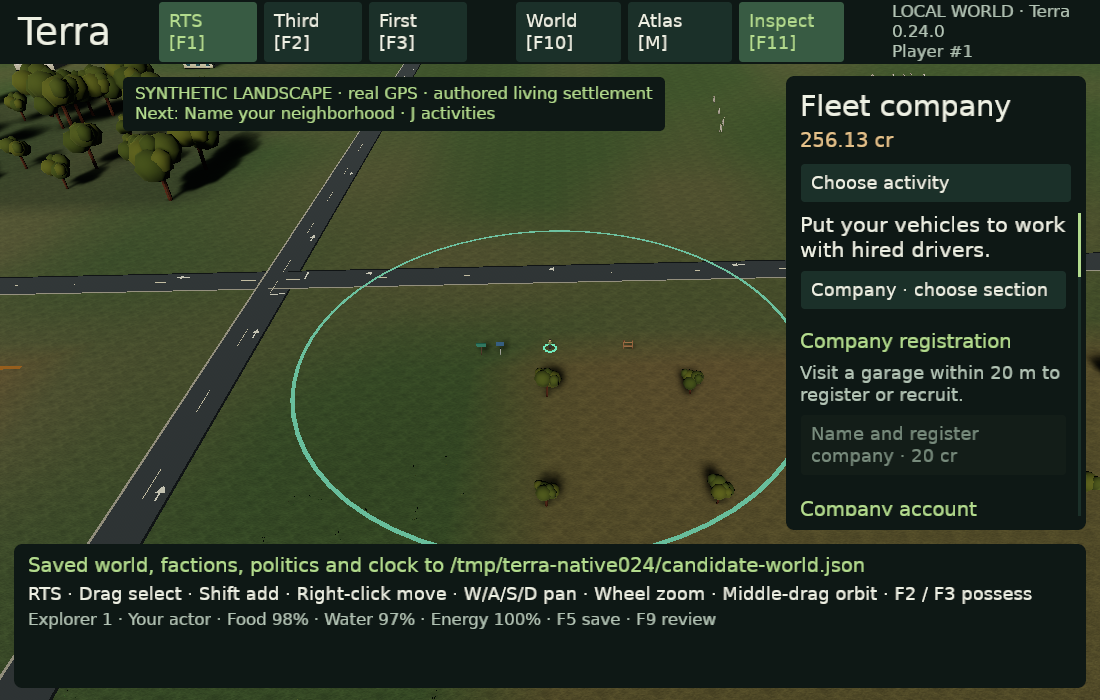 Terra
RTS
[F1]
Third
[F2]
First
[F3]
World
[F10]
Atlas
[M]
Inspect
[F11]
LOCAL WORLD · Terra
0.24.0
Player #1
SYNTHETIC LANDSCAPE · real GPS · authored living settlement
Next: Name your neighborhood · J activities
Fleet company
256.13 cr
Choose activity
Put your vehicles to work
with hired drivers.
Company · choose section
Company registration
Visit a garage within 20 m to
register or recruit.
Name and register
company · 20 cr
Company account
Saved world, factions, politics and clock to /tmp/terra-native024/candidate-world.json
RTS · Drag select · Shift add · Right-click move · W/A/S/D pan · Wheel zoom · Middle-drag orbit · F2 / F3 possess
Explorer 1 · Your actor · Food 98% · Water 97% · Energy 100% · F5 save · F9 review